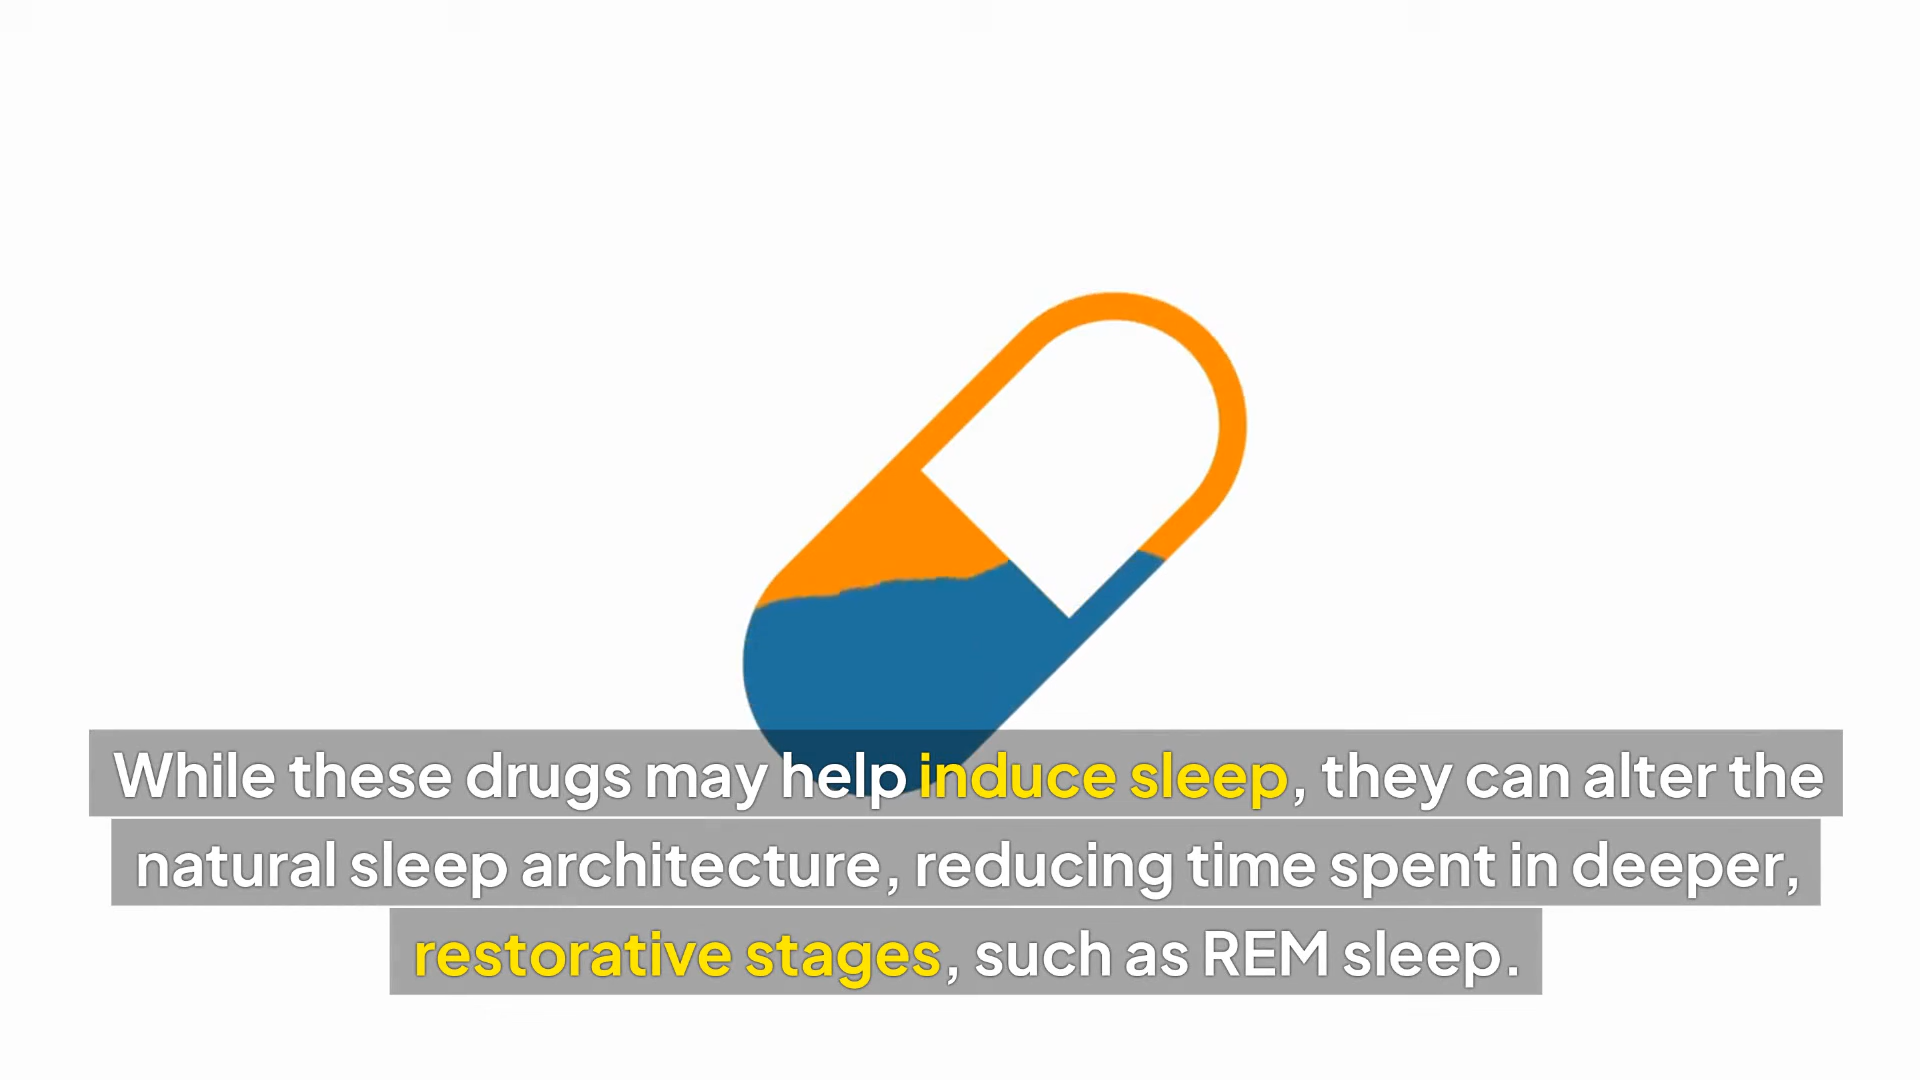 While these drugs may help induce sleep, they can alter the
natural sleep architecture, reducing time spent in deeper,
restorative stages, such as REM sleep.